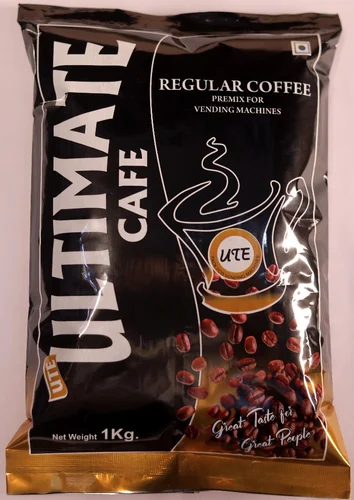 UTE
ULTIMATE
CAFE
REGULAR COFFEE
PREMIX FOR
VENDING MACHINES
UTE
Net Weight 1Kg.
Great Taste for
Great People